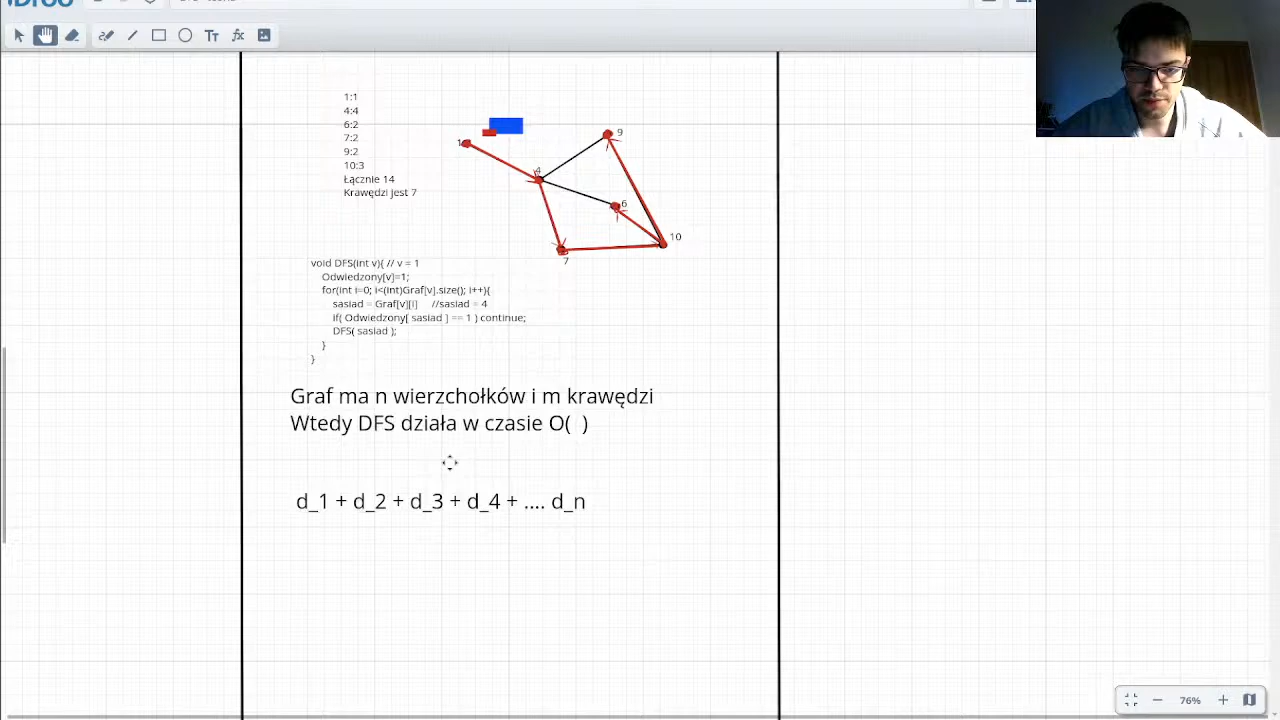 Tt
fx
1:1
4:4
6:2
7:2
9:2
10:3
Łącznie 14
Krawędzi jest 7
1
9
4
6
10
7
void DFS(int v){ // v = 1
Odwiedzony[v]=1;
for(int i=0; i<(int)Graf[v].size(); i++){
sasiad = Graf[v][i] //sasiad = 4
if( Odwiedzony[ sasiad ] == 1 ) continue;
DFS( sasiad );
}
}
Graf ma n wierzchołków i m krawędzi
Wtedy DFS działa w czasie O( )
d_1 + d_2 + d_3 + d_4 + .... d_n
76%